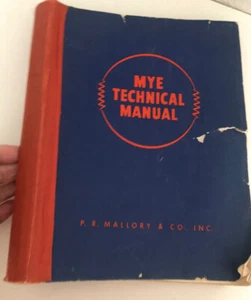 MYE
TECHNICAL
MANUAL
P. R. MALLORY & CO. INC.